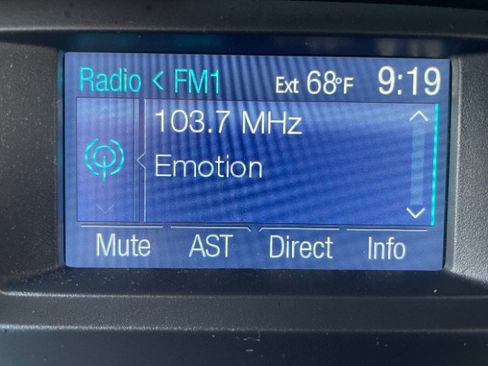 Radio < FM1 Ext 68°F 9:19
103.7 MHz
Emotion
Mute AST Direct Info